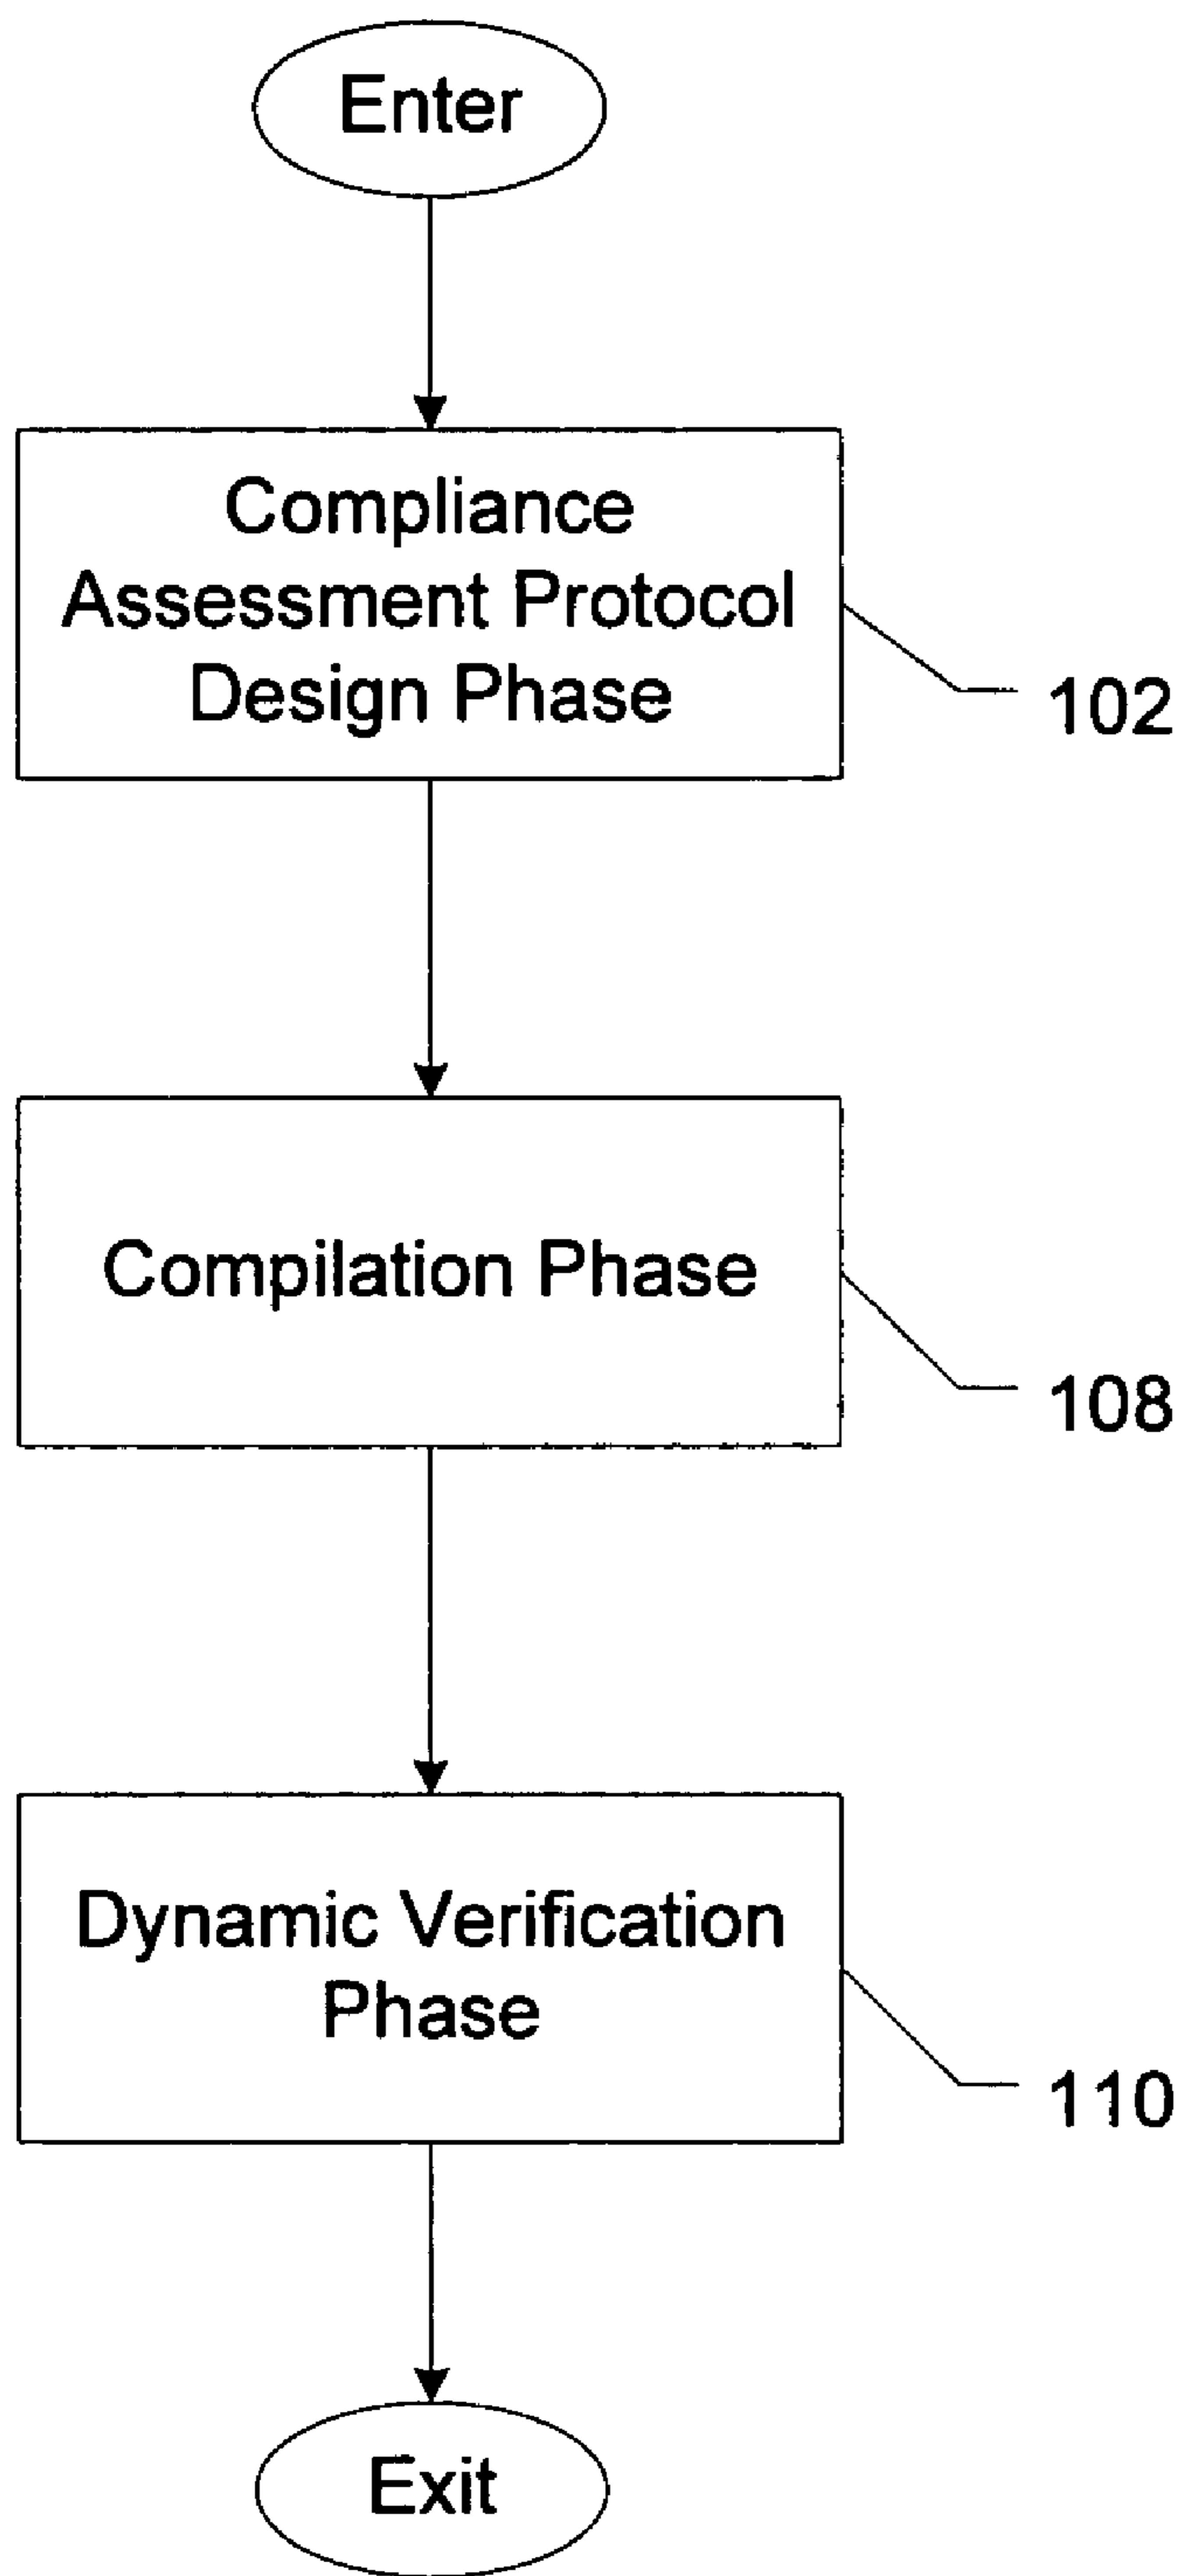 Enter
Compliance
Assessment Protocol
Design Phase
102
Compilation Phase
108
Dynamic Verification
Phase
110
Exit